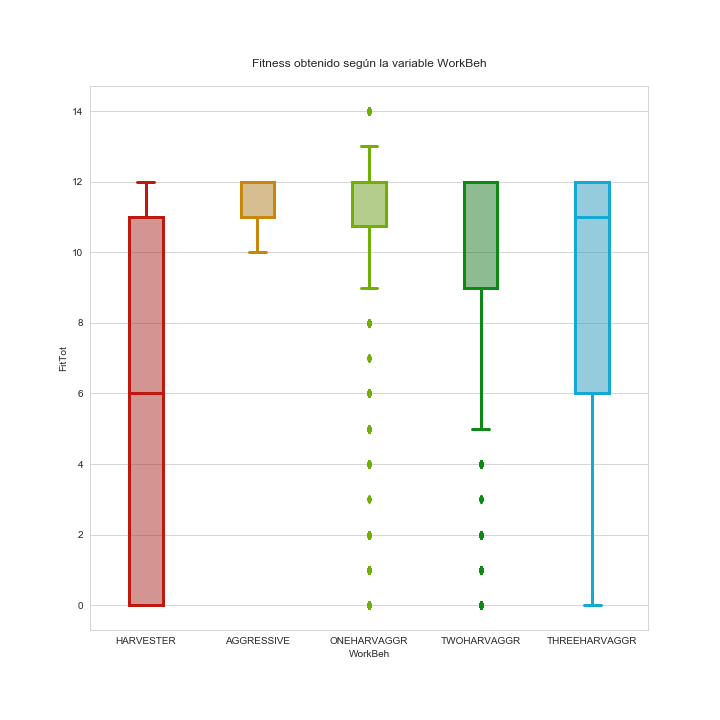 Fitness obtenido según la variable WorkBeh
14
12
10
8
6
4
2
0
FitTot
HARVESTER
AGGRESSIVE
ONEHARVAGGR
TWOHARVAGGR
THREEHARVAGGR
WorkBeh